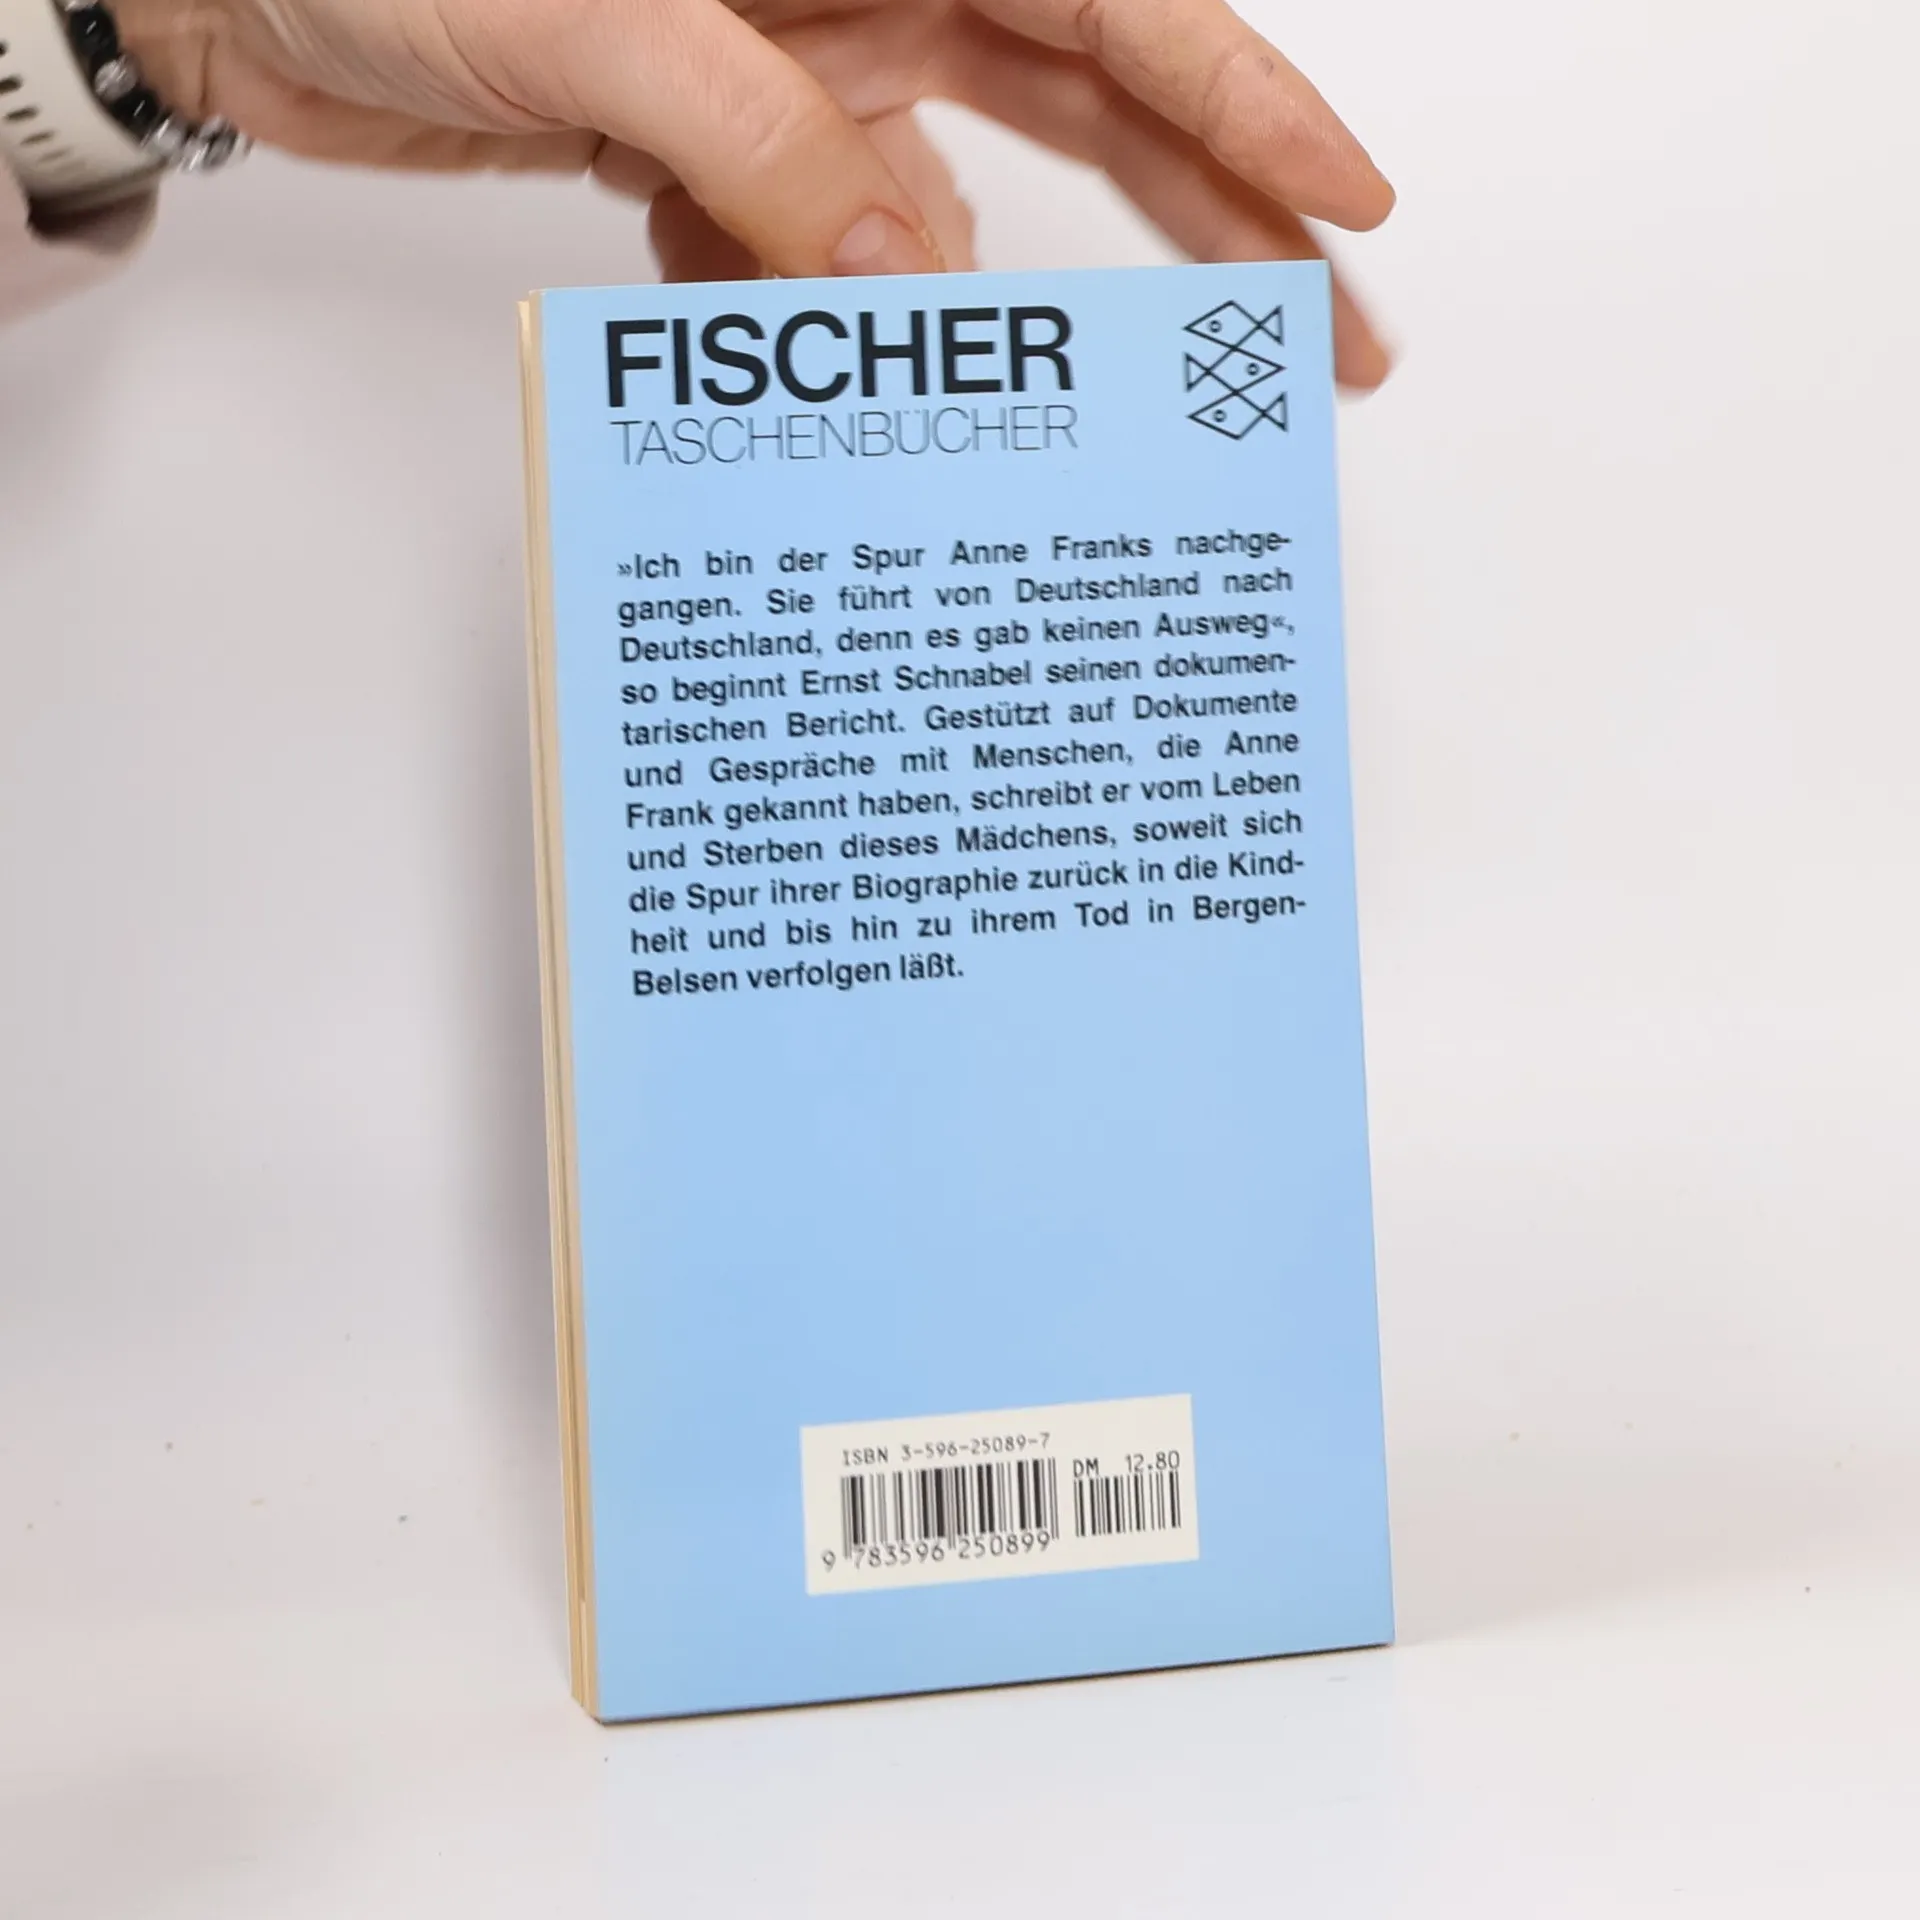 FISCHER
TASCHENBÜCHER
»Ich bin der Spur Anne Franks nachge-
gangen. Sie führt von Deutschland nach
Deutschland, denn es gab keinen Ausweg«,
so beginnt Ernst Schnabel seinen dokumen-
tarischen Bericht. Gestützt auf Dokumente
und Gespräche mit Menschen, die Anne
Frank gekannt haben, schreibt er vom Leben
und Sterben dieses Mädchens, soweit sich
die Spur ihrer Biographie zurück in die Kind-
heit und bis hin zu ihrem Tod in Bergen-
Belsen verfolgen läßt.
ISBN 3-596-25089-7
DM 12.80
9 783596 250899